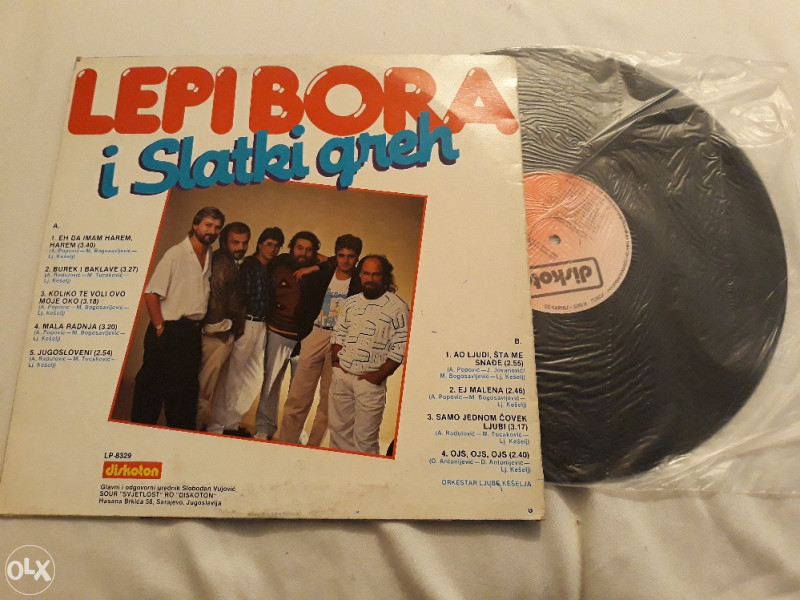 LEPI BORA
i Slatki greh
A.
1. EH DA IMAM HAREM,
HAREM (3.40)
(A. Popović—M. Bogosavljević—
Lj. Kešelj)
2. BUREK I BAKLAVE (3.27)
(A. Radulović—M. Tucaković—
Lj. Kešelj)
3. KOLIKO TE VOLI OVO
MOJE OKO (3.18)
(A. Popović—M. Bogosavljević—
Lj. Kešelj)
4. MALA RADNJA (3.20)
(A. Popović—M. Bogosavljević—
Lj. Kešelj)
5. JUGOSLOVENI (2.54)
(A. Radulović—M. Tucaković—
Lj. Kešelj)
B.
1. AO LJUDI, ŠTA ME
SNAĐE (2.55)
(A. Popović—J. Jovanović—
M. Bogosavljević—Lj. Kešelj)
2. EJ MALENA (2.46)
(A. Popović—M. Bogosavljević—
Lj. Kešelj)
3. SAMO JEDNOM ČOVEK
LJUBI (3.17)
(A. Radulović—M. Tucaković—
Lj. Kešelj)
4. OJS, OJS, OJS (2.40)
(D. Antonijević—D. Antonijević—
Lj. Kešelj)
ORKESTAR LJUBE KEŠELJA
LP-8329
diskoton
Glavni i odgovorni urednik Slobodan Vujović
SOUR "SVJETLOST" RO "DISKOTON"
Hasana Brkića 58, Sarajevo, Jugoslavija
diskoton
OLX